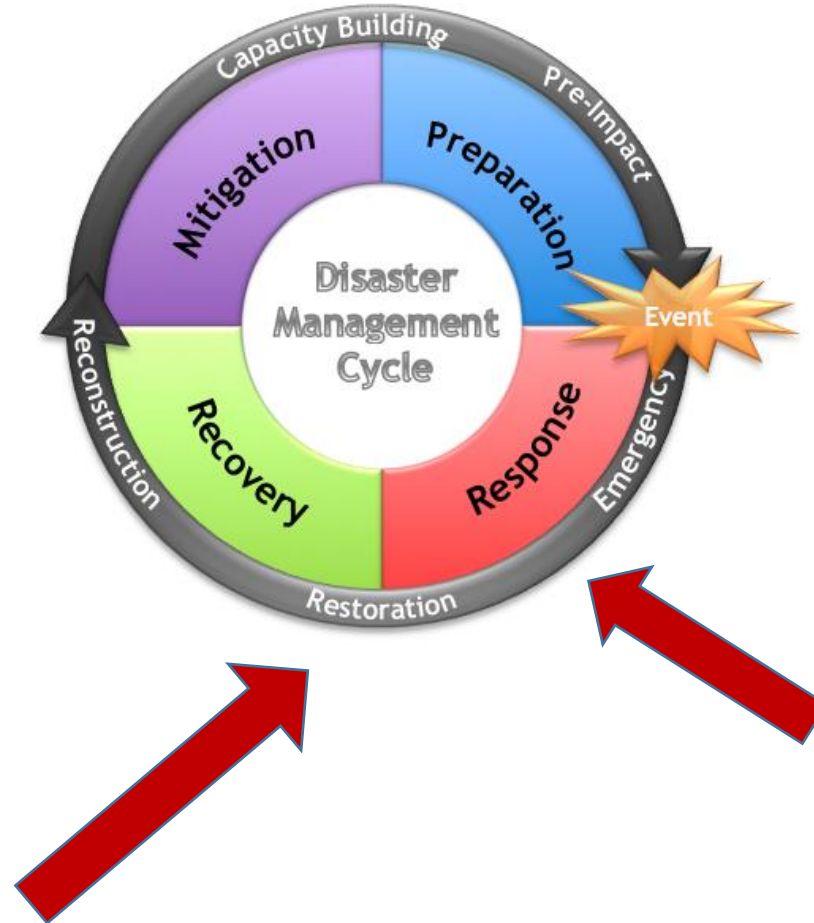 Capacity Building
Pre-Impact
Mitigation
Preparation
Disaster
Management
Cycle
Event
Reconstruction
Recovery
Response
Emergency
Restoration